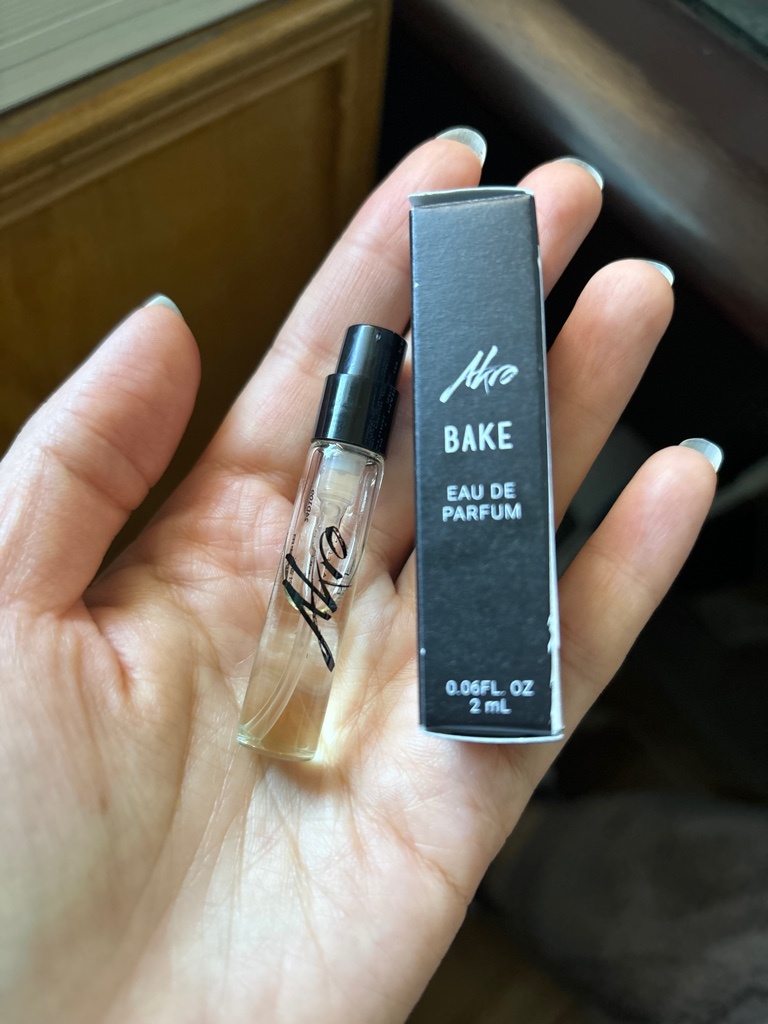 Akro
BAKE
EAU DE
PARFUM
0.06FL. OZ
2 mL
Akro